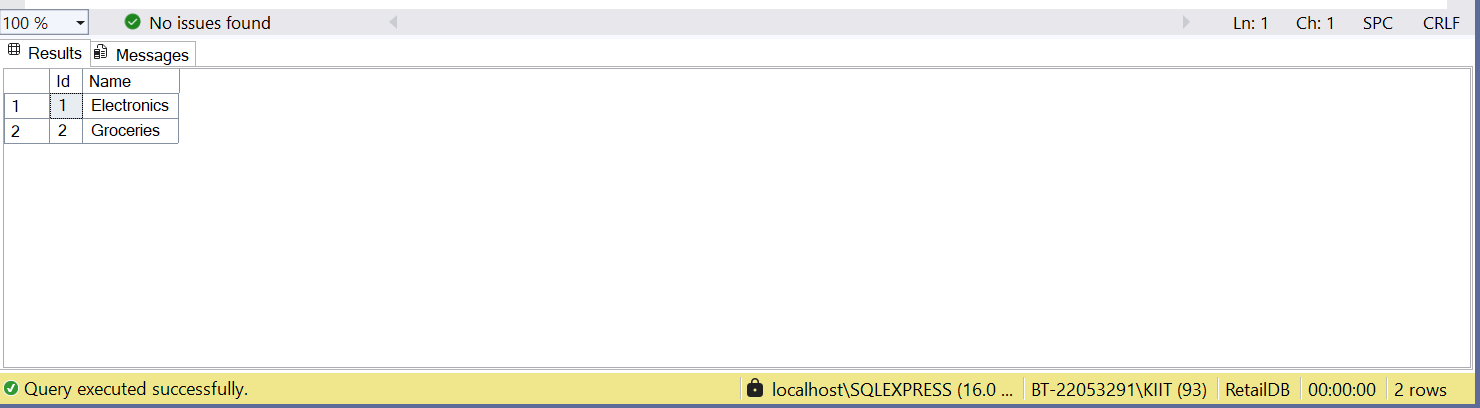 100 % No issues found Ln: 1 Ch: 1 SPC CRLF
Results Messages
Id Name
1 1 Electronics
2 2 Groceries
Query executed successfully. localhost\SQLEXPRESS (16.0 ... BT-22053291\KIIT (93) RetailDB 00:00:00 2 rows